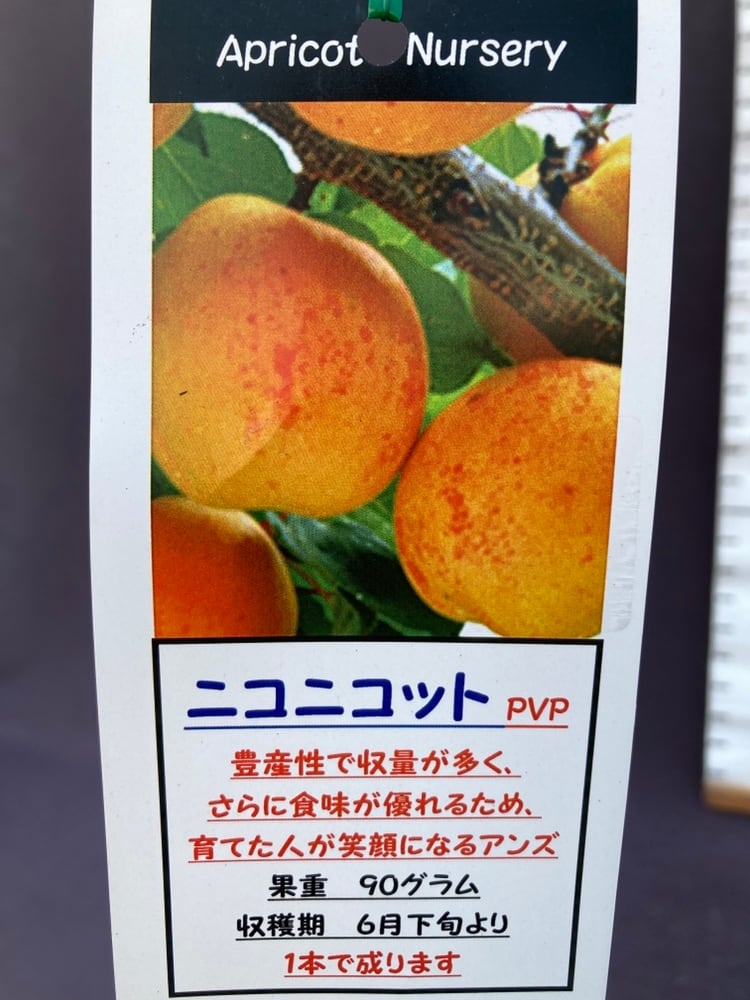 Apricot Nursery
ニコニコット PVP
豊産性で収量が多く、
さらに食味が優れるため、
育てた人が笑顔になるアンズ
果重　90グラム
収穫期　6月下旬より
1本で成ります